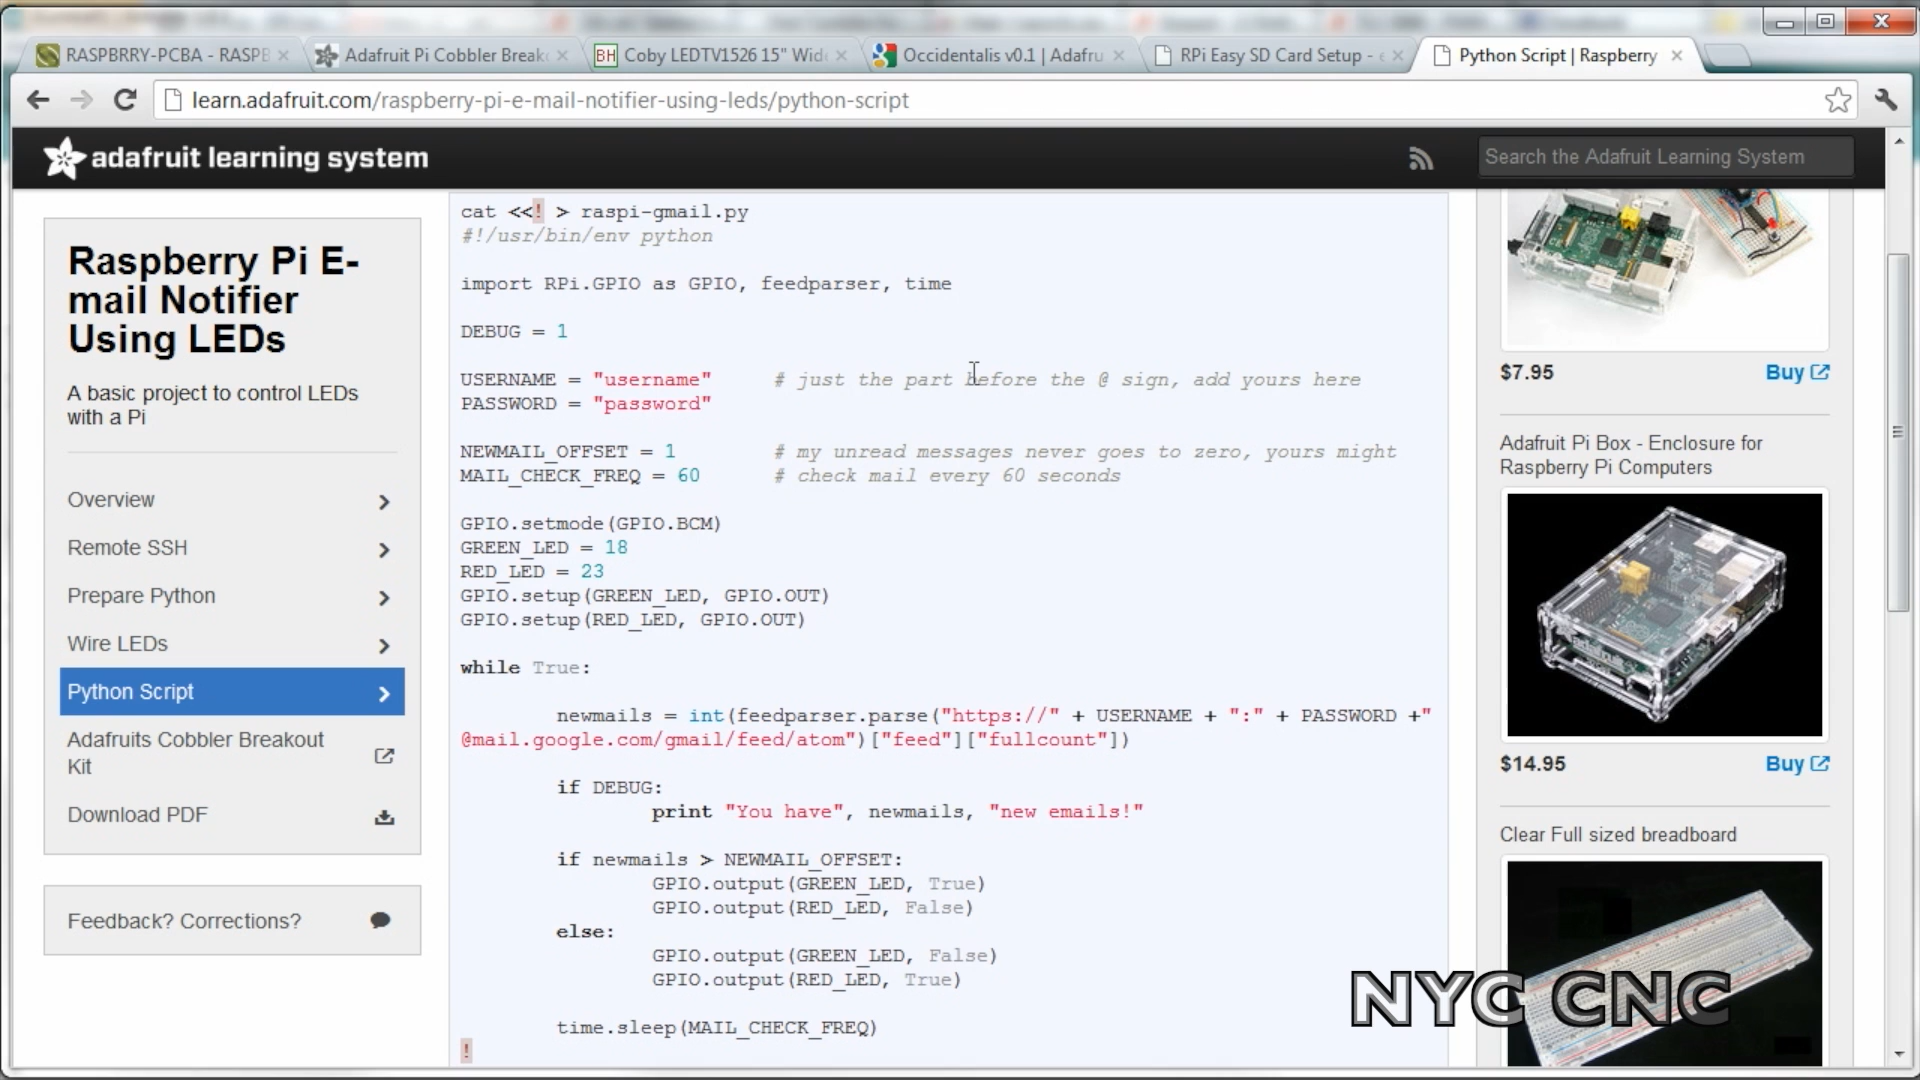 RASPBRRY-PCBA - RASPB
Adafruit Pi Cobbler Break
BH Coby LEDTV1526 15" Wid
Occidentalis v0.1 | Adafru
RPi Easy SD Card Setup - e
Python Script | Raspberry
learn.adafruit.com/raspberry-pi-e-mail-notifier-using-leds/python-script
adafruit learning system
Search the Adafruit Learning System
Raspberry Pi E-
mail Notifier
Using LEDs
A basic project to control LEDs
with a Pi
Overview
Remote SSH
Prepare Python
Wire LEDs
Python Script
Adafruits Cobbler Breakout
Kit
Download PDF
Feedback? Corrections?
cat <<! > raspi-gmail.py
#!/usr/bin/env python
import RPi.GPIO as GPIO, feedparser, time
DEBUG = 1
USERNAME = "username" # just the part before the @ sign, add yours here
PASSWORD = "password"
NEWMAIL_OFFSET = 1 # my unread messages never goes to zero, yours might
MAIL_CHECK_FREQ = 60 # check mail every 60 seconds
GPIO.setmode(GPIO.BCM)
GREEN_LED = 18
RED_LED = 23
GPIO.setup(GREEN_LED, GPIO.OUT)
GPIO.setup(RED_LED, GPIO.OUT)
while True:
newmails = int(feedparser.parse("https://" + USERNAME + ":" + PASSWORD +"
@mail.google.com/gmail/feed/atom")["feed"]["fullcount"])
if DEBUG:
print "You have", newmails, "new emails!"
if newmails > NEWMAIL_OFFSET:
GPIO.output(GREEN_LED, True)
GPIO.output(RED_LED, False)
else:
GPIO.output(GREEN_LED, False)
GPIO.output(RED_LED, True)
time.sleep(MAIL_CHECK_FREQ)
!
$7.95 Buy
Adafruit Pi Box - Enclosure for
Raspberry Pi Computers
$14.95 Buy
Clear Full sized breadboard
NYC CNC